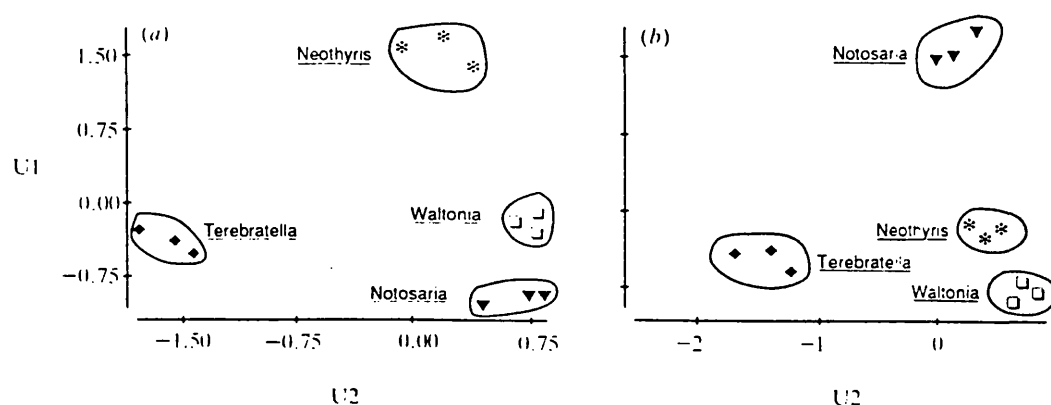 (a)
Neothyris
1.50
0.75
U1
0.00
-0.75
Terebratella
Waltonia
Notosaria
-1.50
-0.75
0.00
0.75
U2
(b)
Notosaria
Neothyris
Terebratella
Waltonia
-2
-1
0
U2